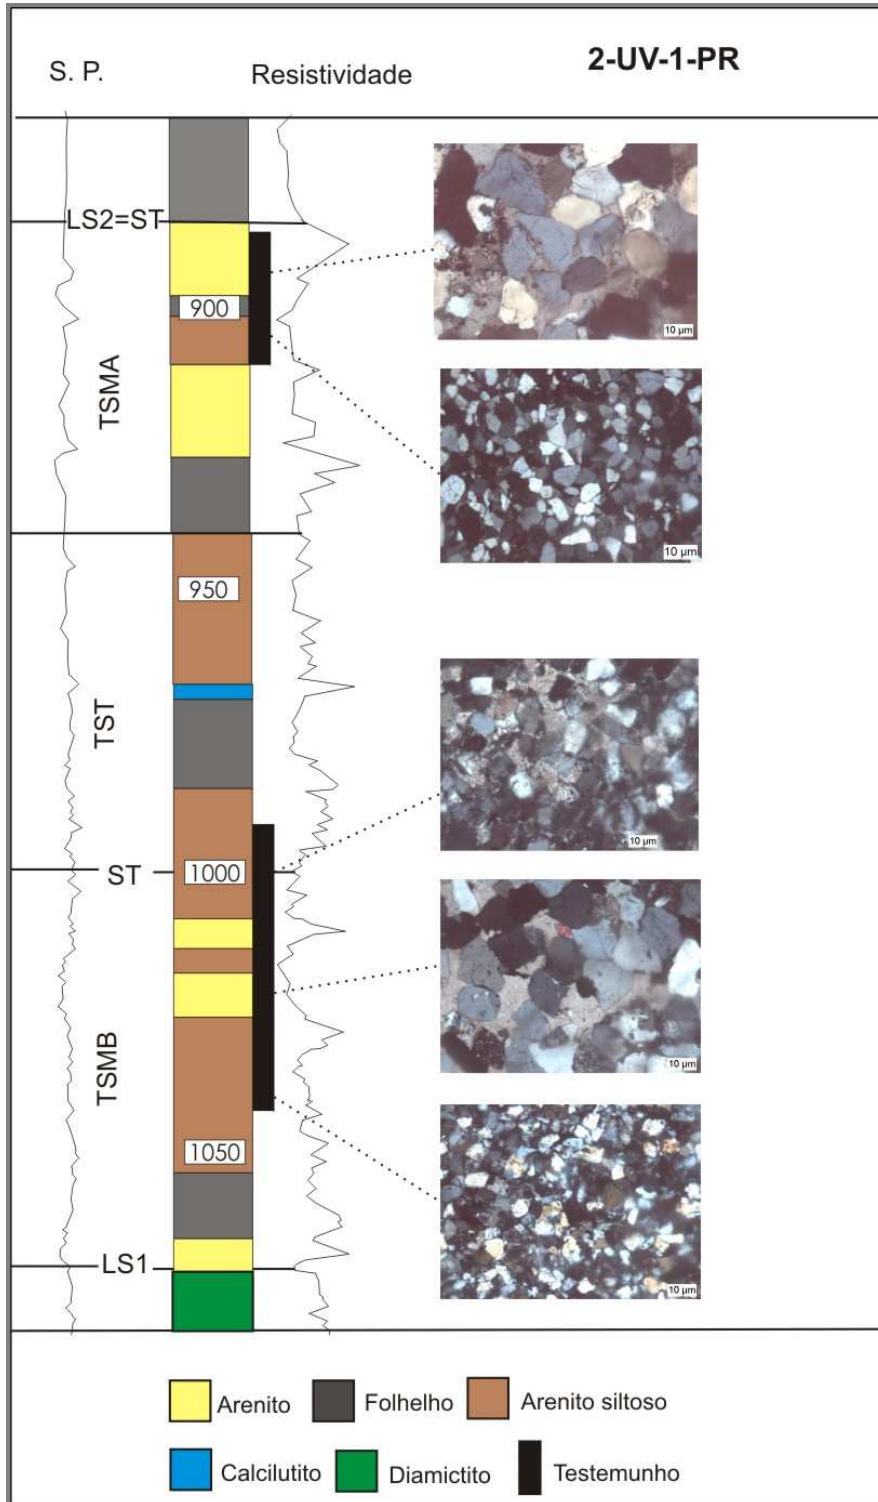 S. P.
Resistividade
2-UV-1-PR
LS2=ST
10 µm
900
TSMA
10 µm
950
TST
10 µm
ST
1000
10 µm
TSMB
1050
LS1
10 µm
Arenito
Folhelho
Arenito siltoso
Calcilutito
Diamictito
Testemunho